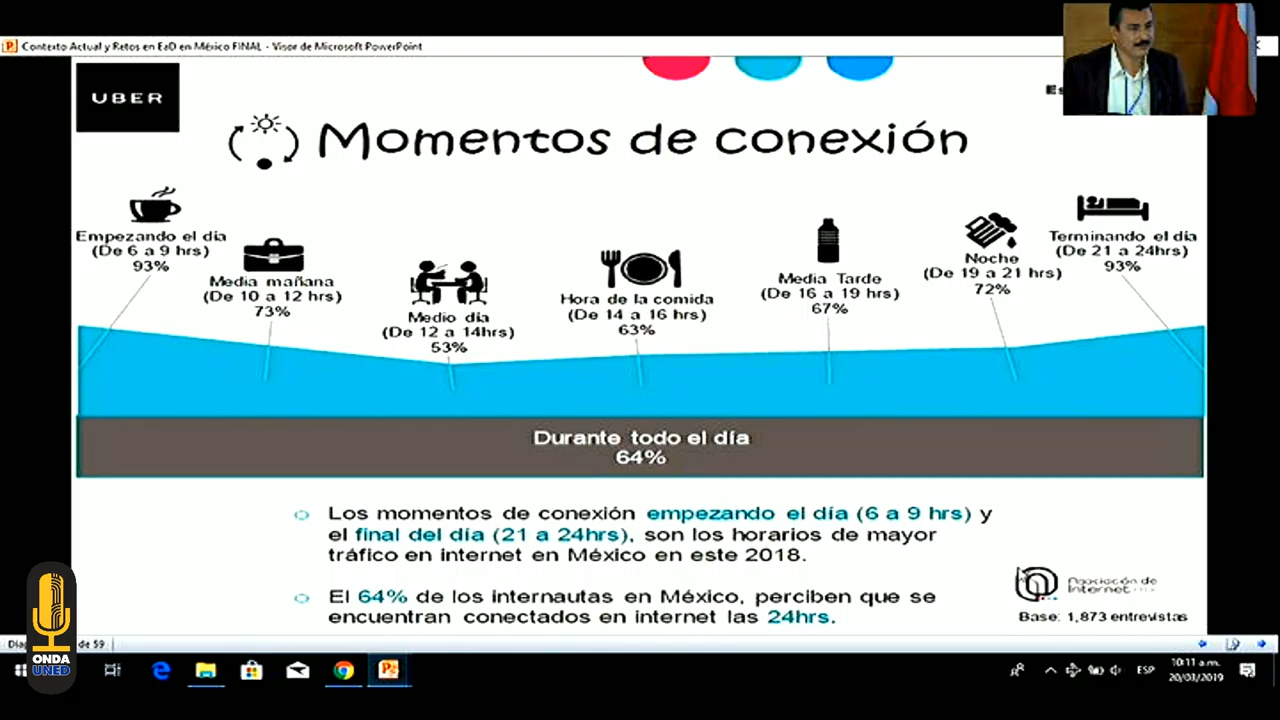 Contexto Actual y Retos en EaD en México FINAL - Visor de Microsoft PowerPoint
UBER
Momentos de conexión
Empezando el día
(De 6 a 9 hrs)
93%
Media mañana
(De 10 a 12 hrs)
73%
Medio día
(De 12 a 14hrs)
53%
Hora de la comida
(De 14 a 16 hrs)
63%
Media Tarde
(De 16 a 19 hrs)
67%
Noche
(De 19 a 21 hrs)
72%
Terminando el día
(De 21 a 24hrs)
93%
Durante todo el día
64%
Los momentos de conexión empezando el día (6 a 9 hrs) y
el final del día (21 a 24hrs), son los horarios de mayor
tráfico en internet en México en este 2018.
El 64% de los internautas en México, perciben que se
encuentran conectados en internet las 24hrs.
Asociación de
Internet
Base: 1,873 entrevistas
de 59
ONDA
UNED
ESP
10:11 a.m.
20/03/2019